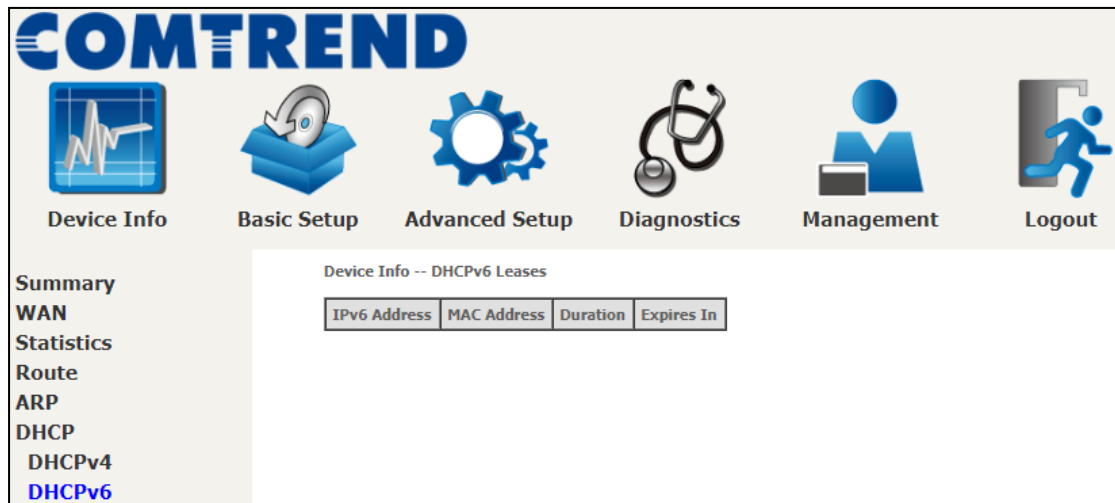 COMTREND
Device Info Basic Setup Advanced Setup Diagnostics Management Logout
Summary
WAN
Statistics
Route
ARP
DHCP
DHCPv4
DHCPv6
Device Info -- DHCPv6 Leases
IPv6 Address MAC Address Duration Expires In